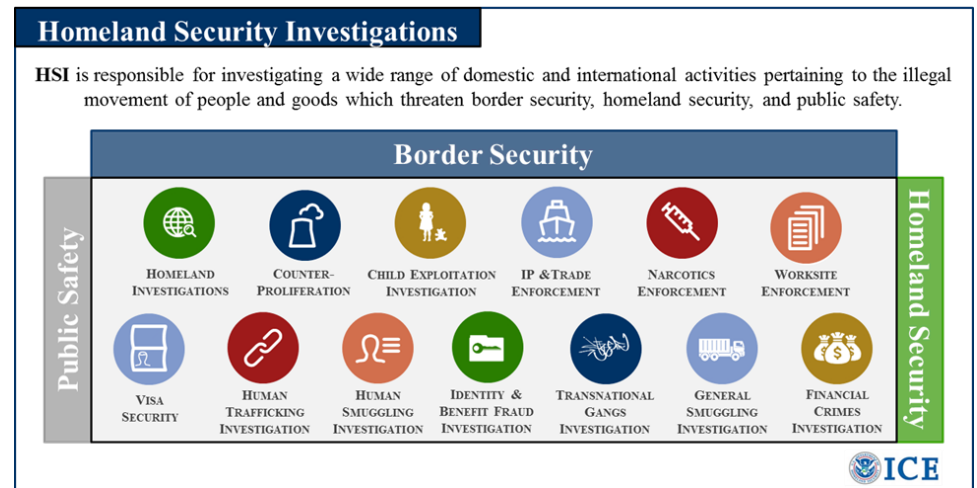 Homeland Security Investigations
HSI is responsible for investigating a wide range of domestic and international activities pertaining to the illegal
movement of people and goods which threaten border security, homeland security, and public safety.
Border Security
Public Safety
Homeland Security
HOMELAND
INVESTIGATIONS
COUNTER-
PROLIFERATION
CHILD EXPLOITATION
INVESTIGATION
IP &TRADE
ENFORCEMENT
NARCOTICS
ENFORCEMENT
WORKSITE
ENFORCEMENT
VISA
SECURITY
HUMAN
TRAFFICKING
INVESTIGATION
HUMAN
SMUGGLING
INVESTIGATION
IDENTITY &
BENEFIT FRAUD
INVESTIGATION
TRANSNATIONAL
GANGS
INVESTIGATION
GENERAL
SMUGGLING
INVESTIGATION
FINANCIAL
CRIMES
INVESTIGATION
ICE